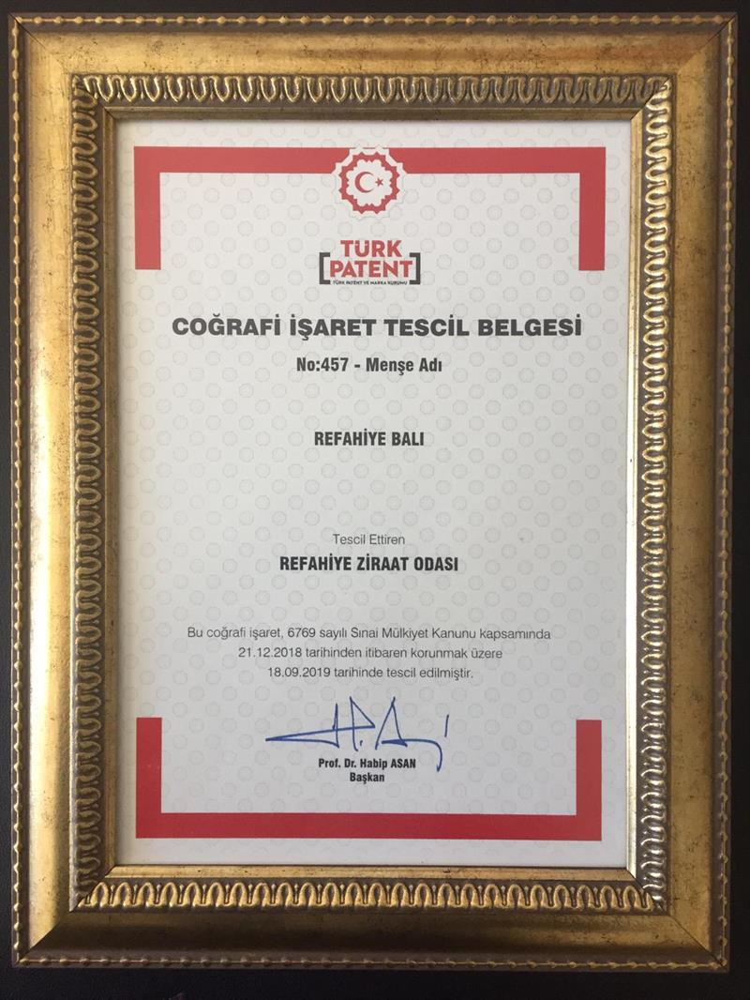 TÜRK
PATENT
TÜRK PATENT VE MARKA KURUMU
COĞRAFİ İŞARET TESCİL BELGESİ
No:457 - Menşe Adı
REFAHİYE BALI
Tescil Ettiren
REFAHİYE ZİRAAT ODASI
Bu coğrafi işaret, 6769 sayılı Sınai Mülkiyet Kanunu kapsamında
21.12.2018 tarihinden itibaren korunmak üzere
18.09.2019 tarihinde tescil edilmiştir.
Prof. Dr. Habip ASAN
Başkan